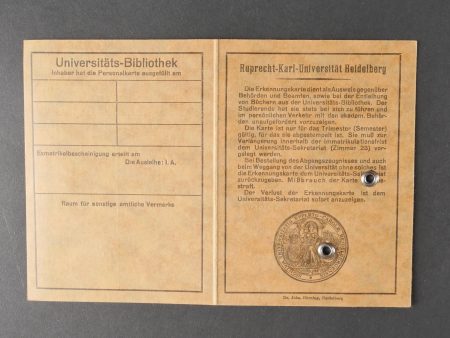 Universitäts-Bibliothek
Inhaber hat die Personalkarte ausgefüllt am
Exmatrikelbescheinigung erteilt am
Die Ausleihe: I. A.
Raum für sonstige amtliche Vermerke
Ruprecht-Karl-Universität Heidelberg
Die Erkennungskarte dient als Ausweis gegenüber
Behörden und Beamten, sowie bei der Entleihung
von Büchern aus der Universitäts-Bibliothek. Der
Studierende hat sie stets bei sich zu führen und
im persönlichen Verkehr mit den akadem. Behör-
den unaufgefordert vorzuzeigen.
Die Karte ist nur für das Trimester (Semester)
gültig, für das sie abgestempelt ist. Sie muß zur
Verlängerung innerhalb der Immatrikulationsfrist
dem Universitäts-Sekretariat (Zimmer 23) vor-
gelegt werden.
Bei Bestellung des Abgangszeugnisses und auch
beim Weggang von der Universität ohne solches ist
die Erkennungskarte dem Universitäts-Sekretariat
zurückzugeben. Mißbrauch der Karte
straft.
Der Verlust der Erkennungskarte ist dem
Universitäts-Sekretariat sofort anzuzeigen.
Heidelberg